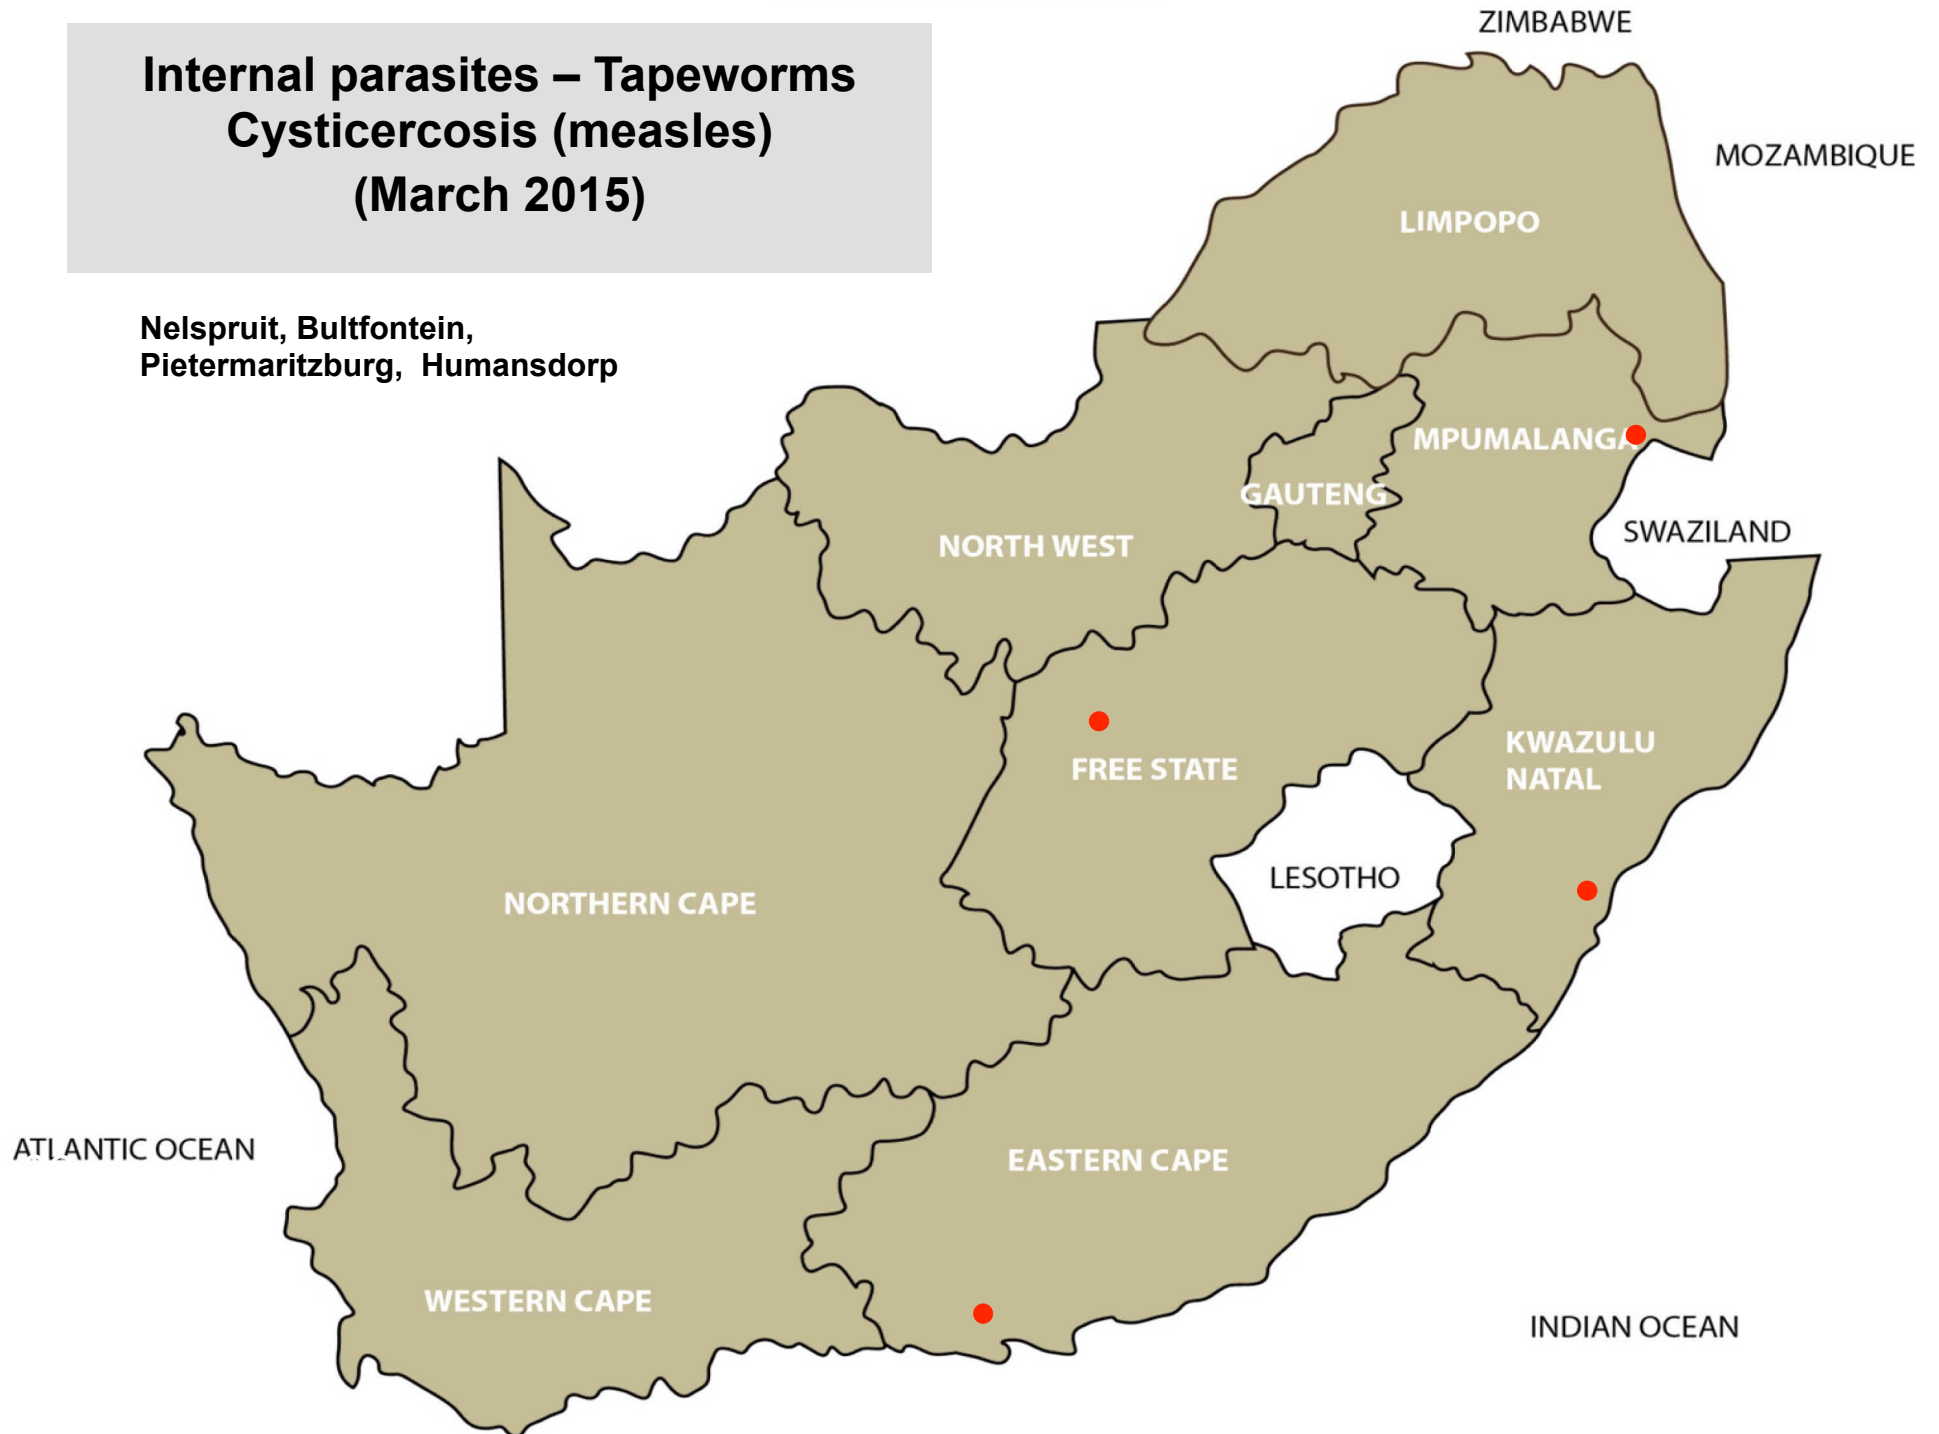 Internal parasites – Tapeworms
Cysticercosis (measles)
(March 2015)
Nelspruit, Bultfontein,
Pietermaritzburg, Humansdorp
ZIMBABWE
MOZAMBIQUE
LIMPOPO
MPUMALANGA
GAUTENG
SWAZILAND
NORTH WEST
KWAZULU
NATAL
FREE STATE
LESOTHO
NORTHERN CAPE
ATLANTIC OCEAN
EASTERN CAPE
WESTERN CAPE
INDIAN OCEAN